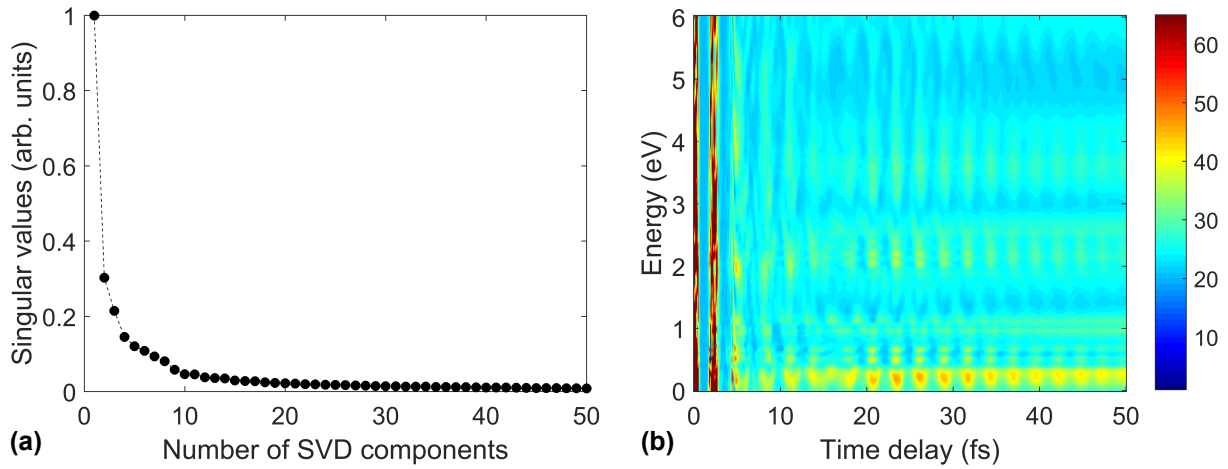 1
0.8
0.6
0.4
0.2
0
0 10 20 30 40 50
Singular values (arb. units)
Number of SVD components
(a)
6
5
4
3
2
1
0
0 10 20 30 40 50
Energy (eV)
Time delay (fs)
(b)
60
50
40
30
20
10